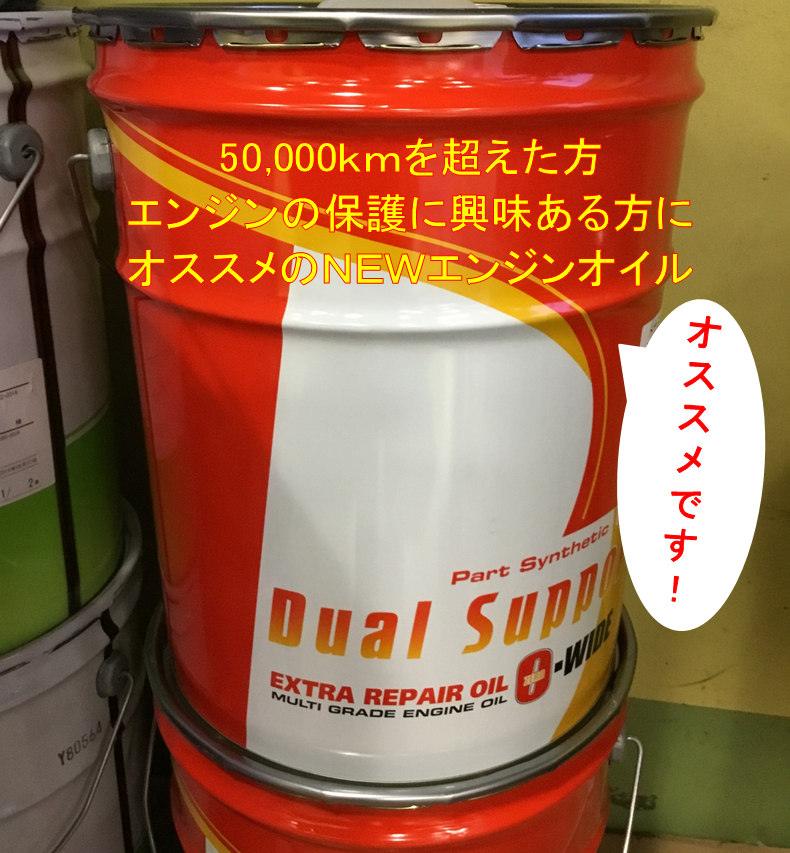 50,000kmを超えた方
エンジンの保護に興味ある方に
オススメのNEWエンジンオイル
オススメです!
Part Synthetic
Dual Suppo
EXTRA REPAIR OIL
-WIDE
MULTI GRADE ENGINE OIL
Y80564